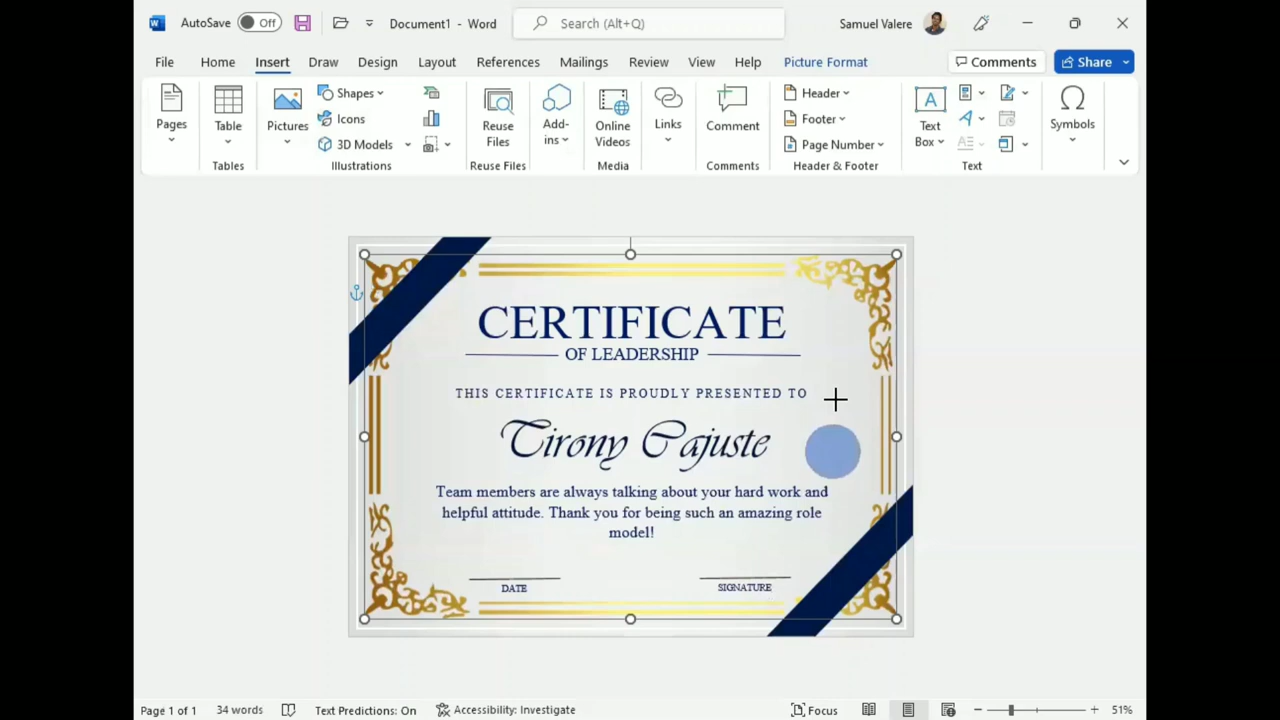 AutoSave Off Document1 - Word Search (Alt+Q) Samuel Valere
File Home Insert Draw Design Layout References Mailings Review View Help Picture Format Comments Share
Pages Table Pictures Shapes Icons 3D Models Reuse Files Add-ins Online Videos Links Comment Header Footer Page Number Text Box Symbols
Tables Illustrations Reuse Files Media Comments Header & Footer Text
CERTIFICATE
OF LEADERSHIP
THIS CERTIFICATE IS PROUDLY PRESENTED TO
Tirony Cajuste
Team members are always talking about your hard work and
helpful attitude. Thank you for being such an amazing role
model!
DATE SIGNATURE
Page 1 of 1 34 words Text Predictions: On Accessibility: Investigate Focus 51%